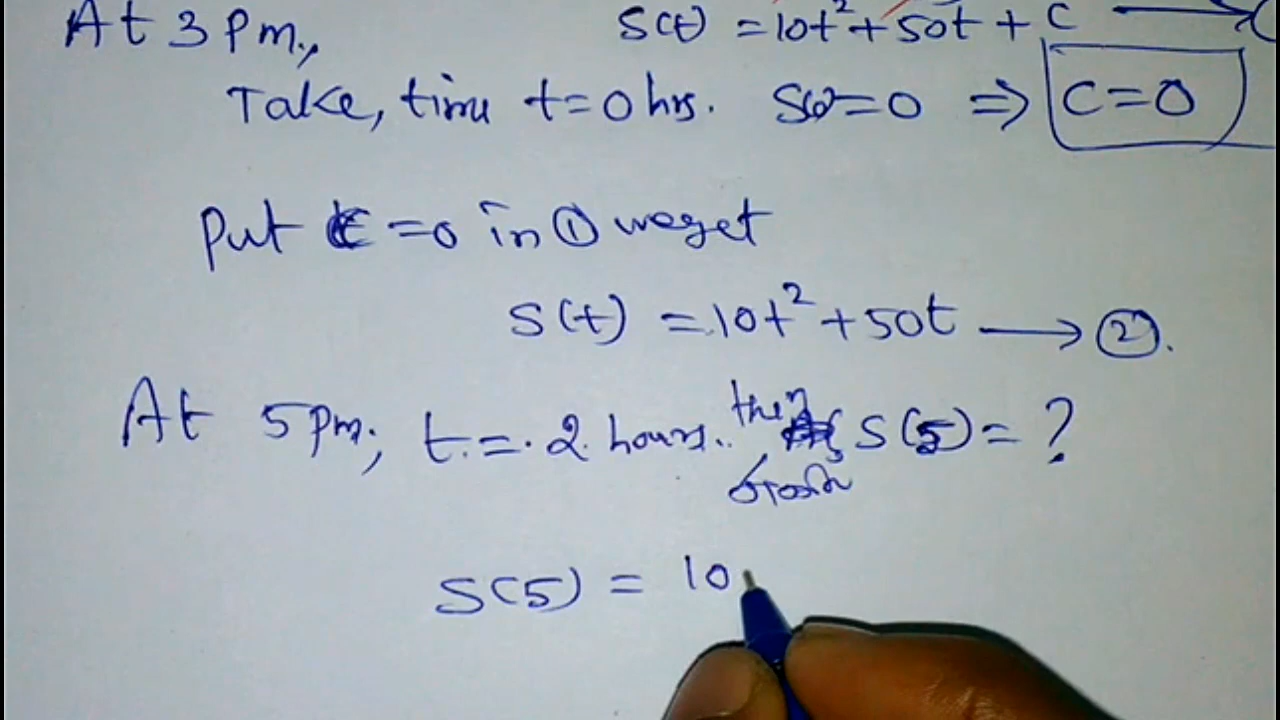 At 3 Pm., S(t) = 10t² + 50t + C ⟶
Take, time t = 0 hrs. S(0) = 0 ⇒ C = 0
Put C = 0 in ① we get
S(t) = 10t² + 50t ⟶ ②.
At 5 Pm., t = 2 hours. then S(5) = ?
S(5) = 10